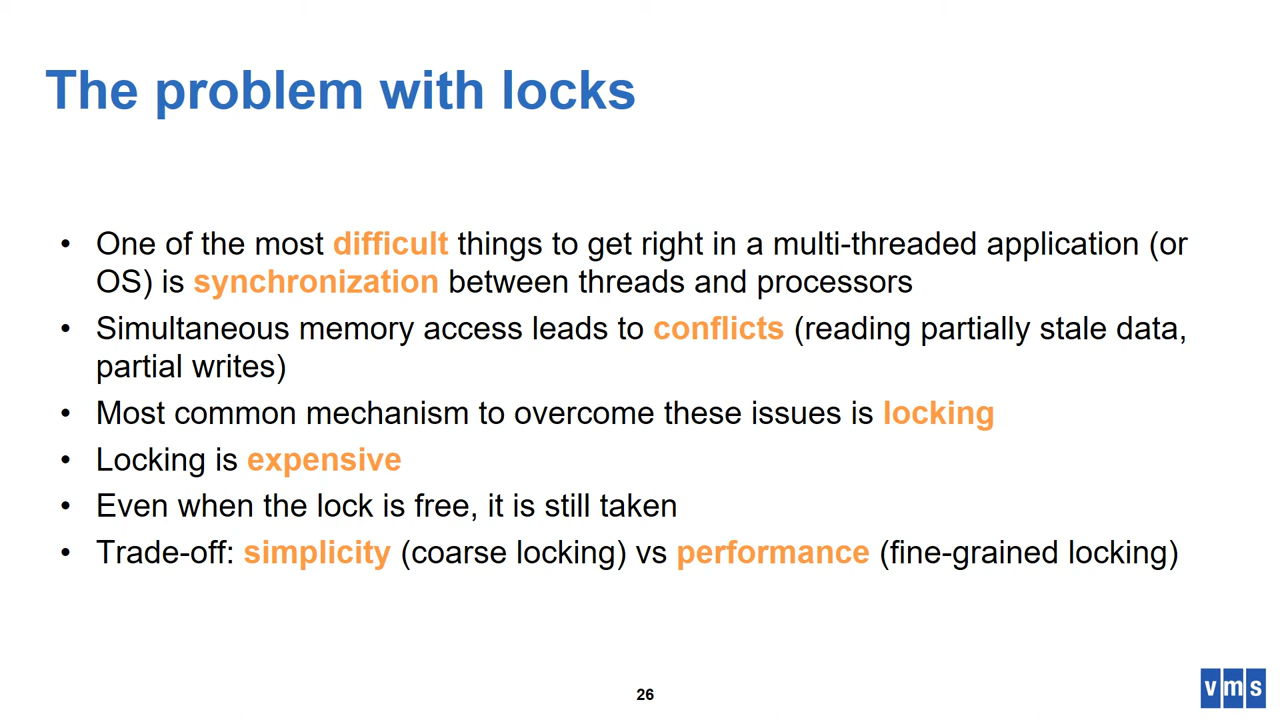 The problem with locks
• One of the most difficult things to get right in a multi-threaded application (or
OS) is synchronization between threads and processors
• Simultaneous memory access leads to conflicts (reading partially stale data,
partial writes)
• Most common mechanism to overcome these issues is locking
• Locking is expensive
• Even when the lock is free, it is still taken
• Trade-off: simplicity (coarse locking) vs performance (fine-grained locking)
26
vms